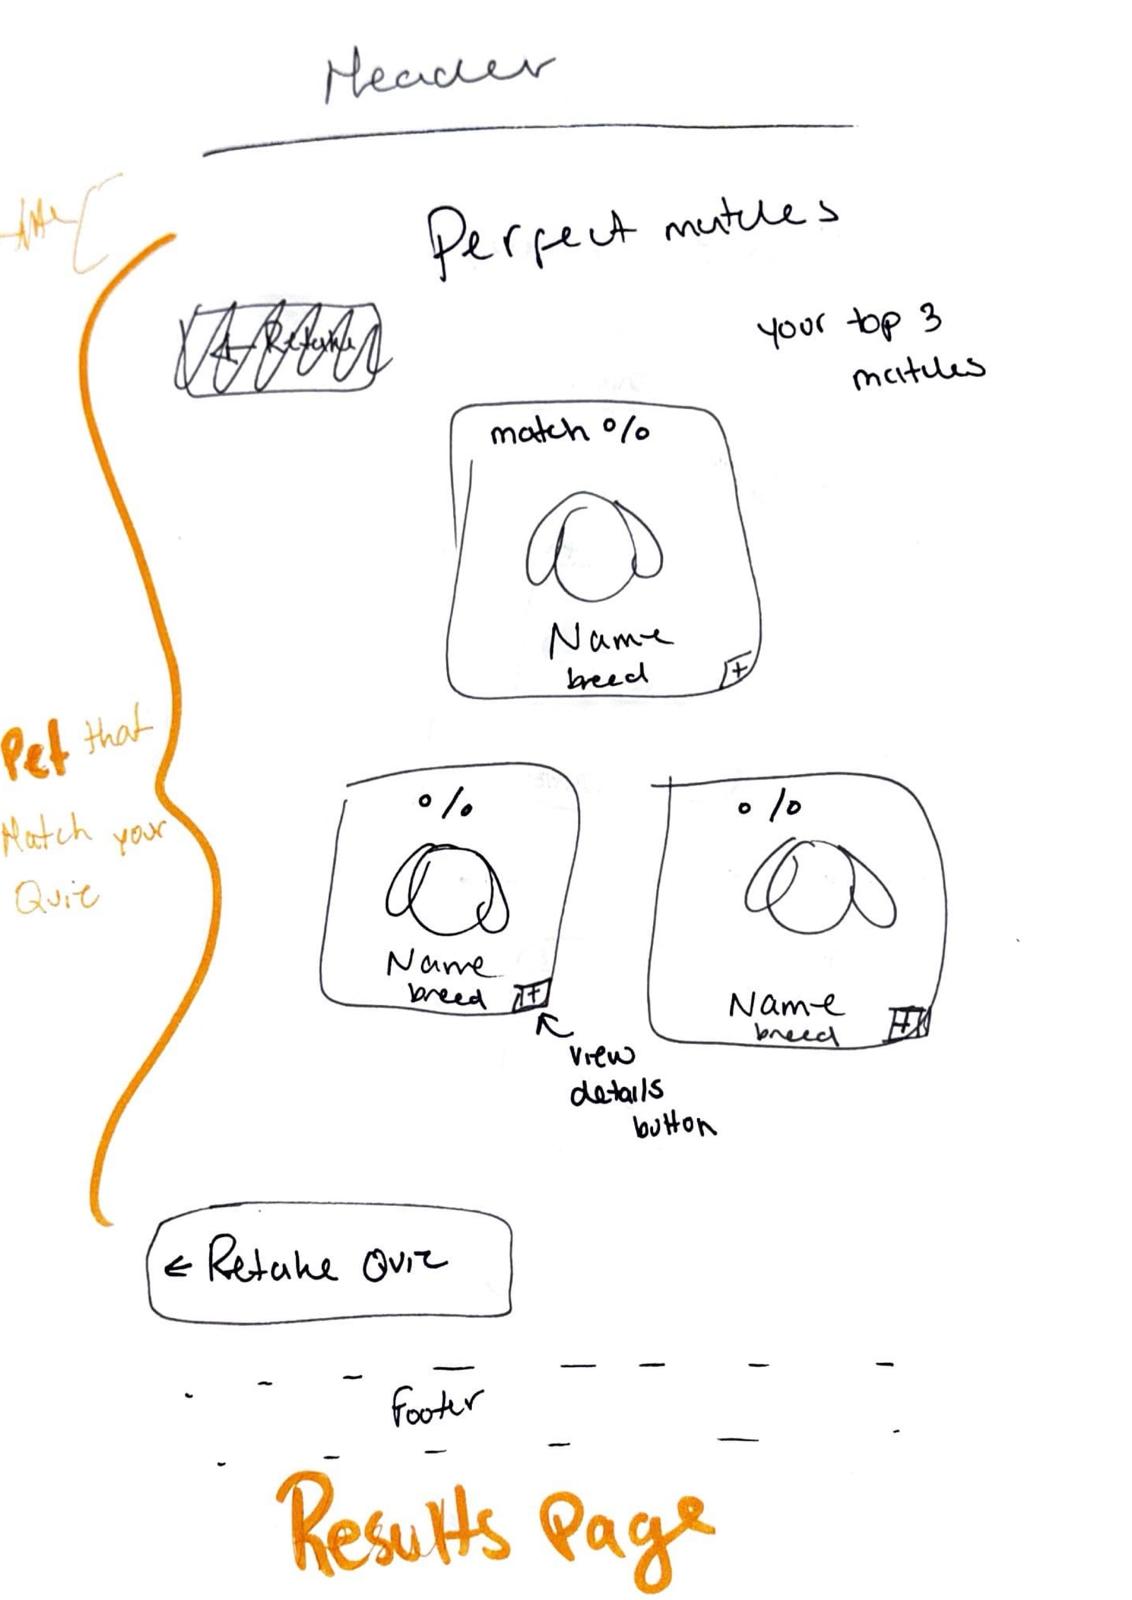 Header
Perfect matches
← Retake
your top 3
matches
match %
Name
breed
+
%
Name
breed
+
%
Name
breed
+
view
details
button
Pet that
Match your
Quiz
← Retake Quiz
Footer
Results Page